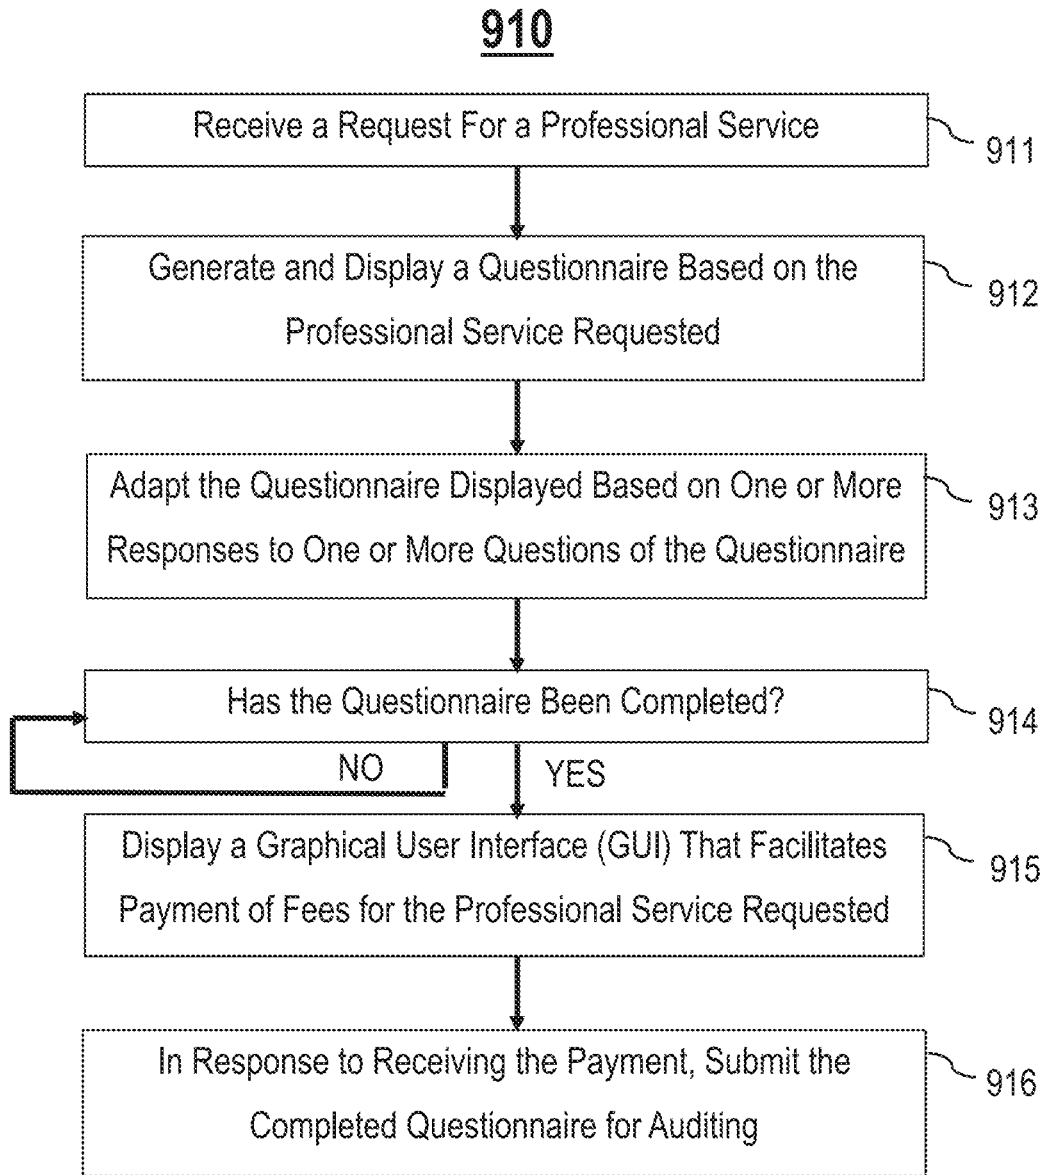 910
Receive a Request For a Professional Service
911
Generate and Display a Questionnaire Based on the
Professional Service Requested
912
Adapt the Questionnaire Displayed Based on One or More
Responses to One or More Questions of the Questionnaire
913
Has the Questionnaire Been Completed?
914
NO
YES
Display a Graphical User Interface (GUI) That Facilitates
Payment of Fees for the Professional Service Requested
915
In Response to Receiving the Payment, Submit the
Completed Questionnaire for Auditing
916